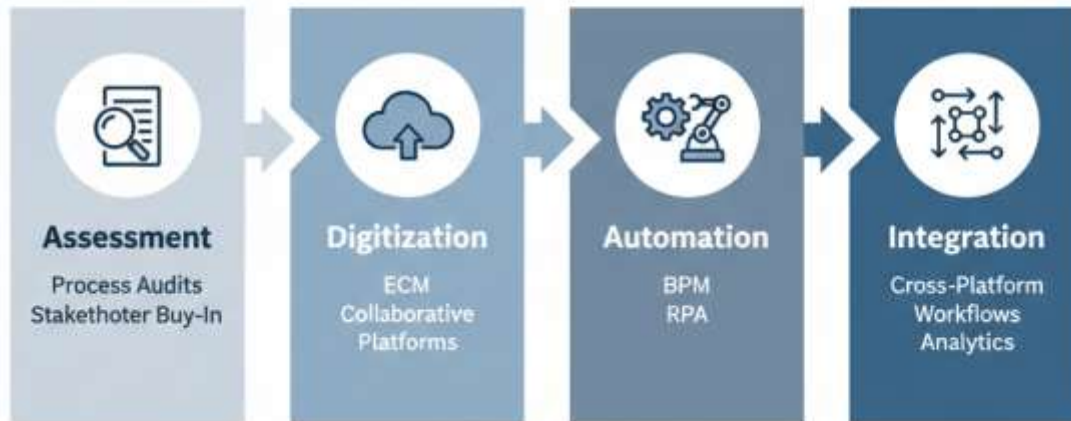 Assessment
Process Audits
Stakethoter Buy-In
Digitization
ECM
Collaborative
Platforms
Automation
BPM
RPA
Integration
Cross-Platform
Workflows
Analytics